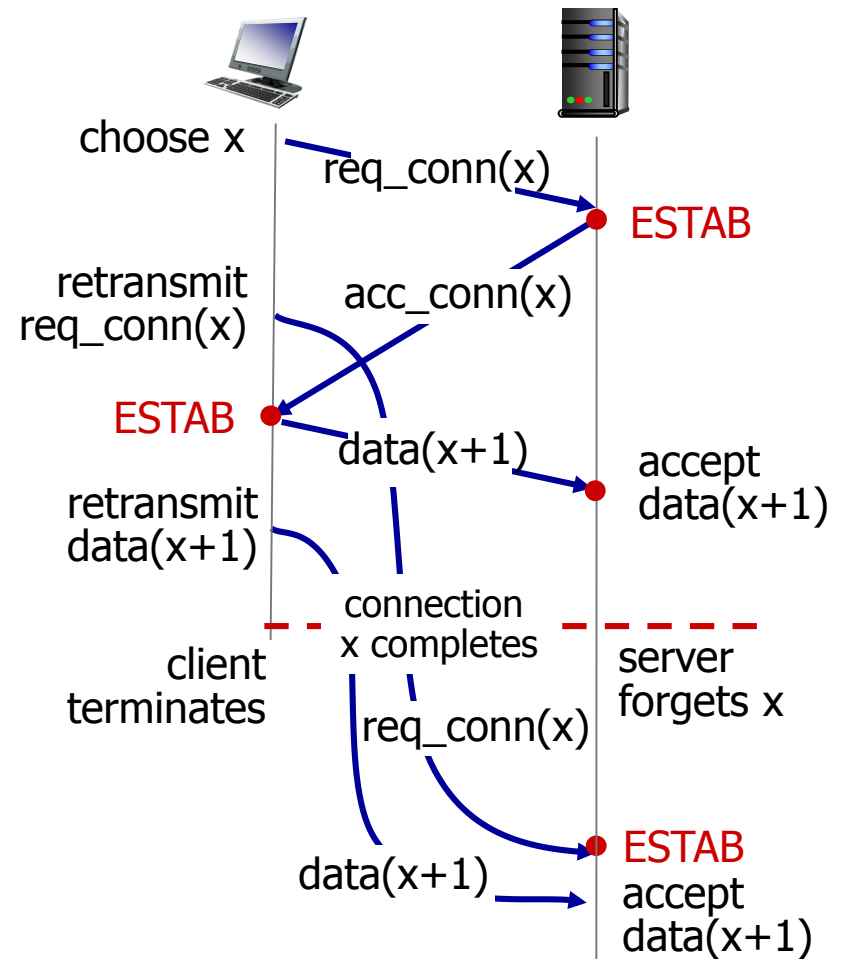 choose x
req_conn(x)
ESTAB
retransmit
req_conn(x)
acc_conn(x)
ESTAB
data(x+1)
accept
data(x+1)
retransmit
data(x+1)
connection
x completes
client
terminates
server
forgets x
req_conn(x)
ESTAB
data(x+1)
accept
data(x+1)